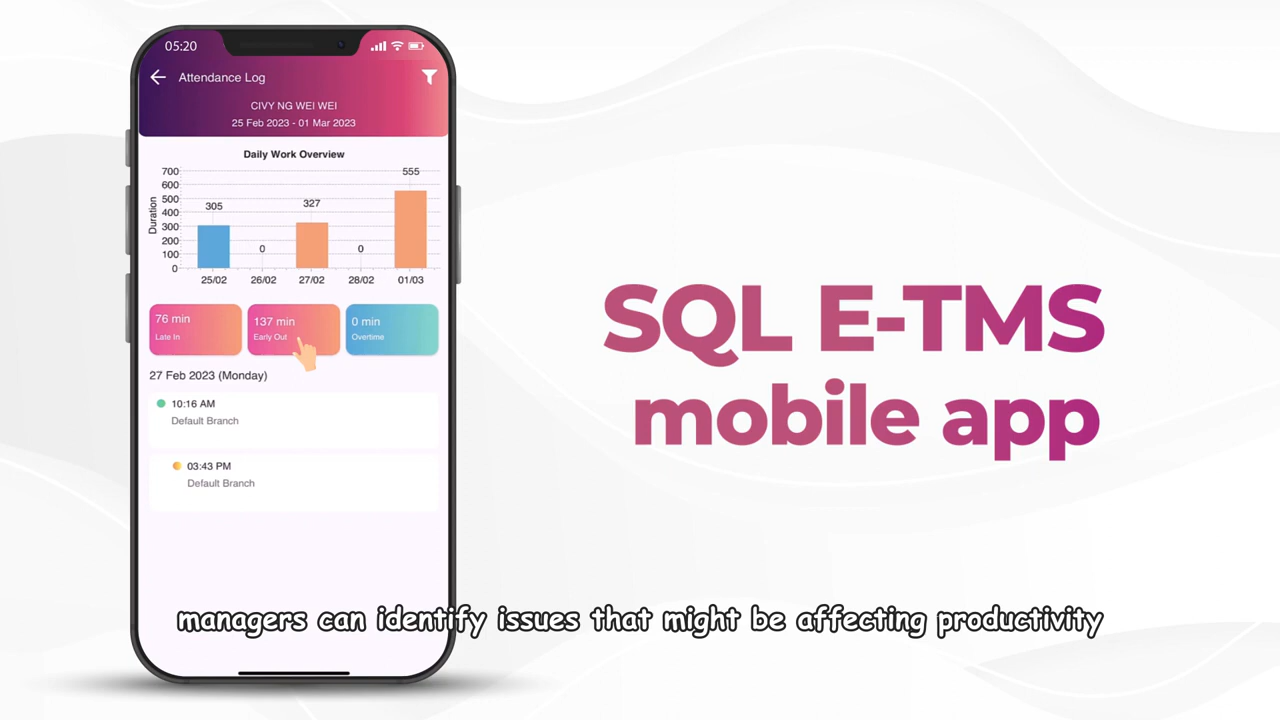 05:20
Attendance Log
CIVY NG WEI WEI
25 Feb 2023 - 01 Mar 2023
Daily Work Overview
Duration
700
600
500
400
300
200
100
0
305
0
327
0
555
25/02 26/02 27/02 28/02 01/03
76 min
Late In
137 min
Early Out
0 min
Overtime
27 Feb 2023 (Monday)
10:16 AM
Default Branch
03:43 PM
Default Branch
SQL E-TMS
mobile app
managers can identify issues that might be affecting productivity